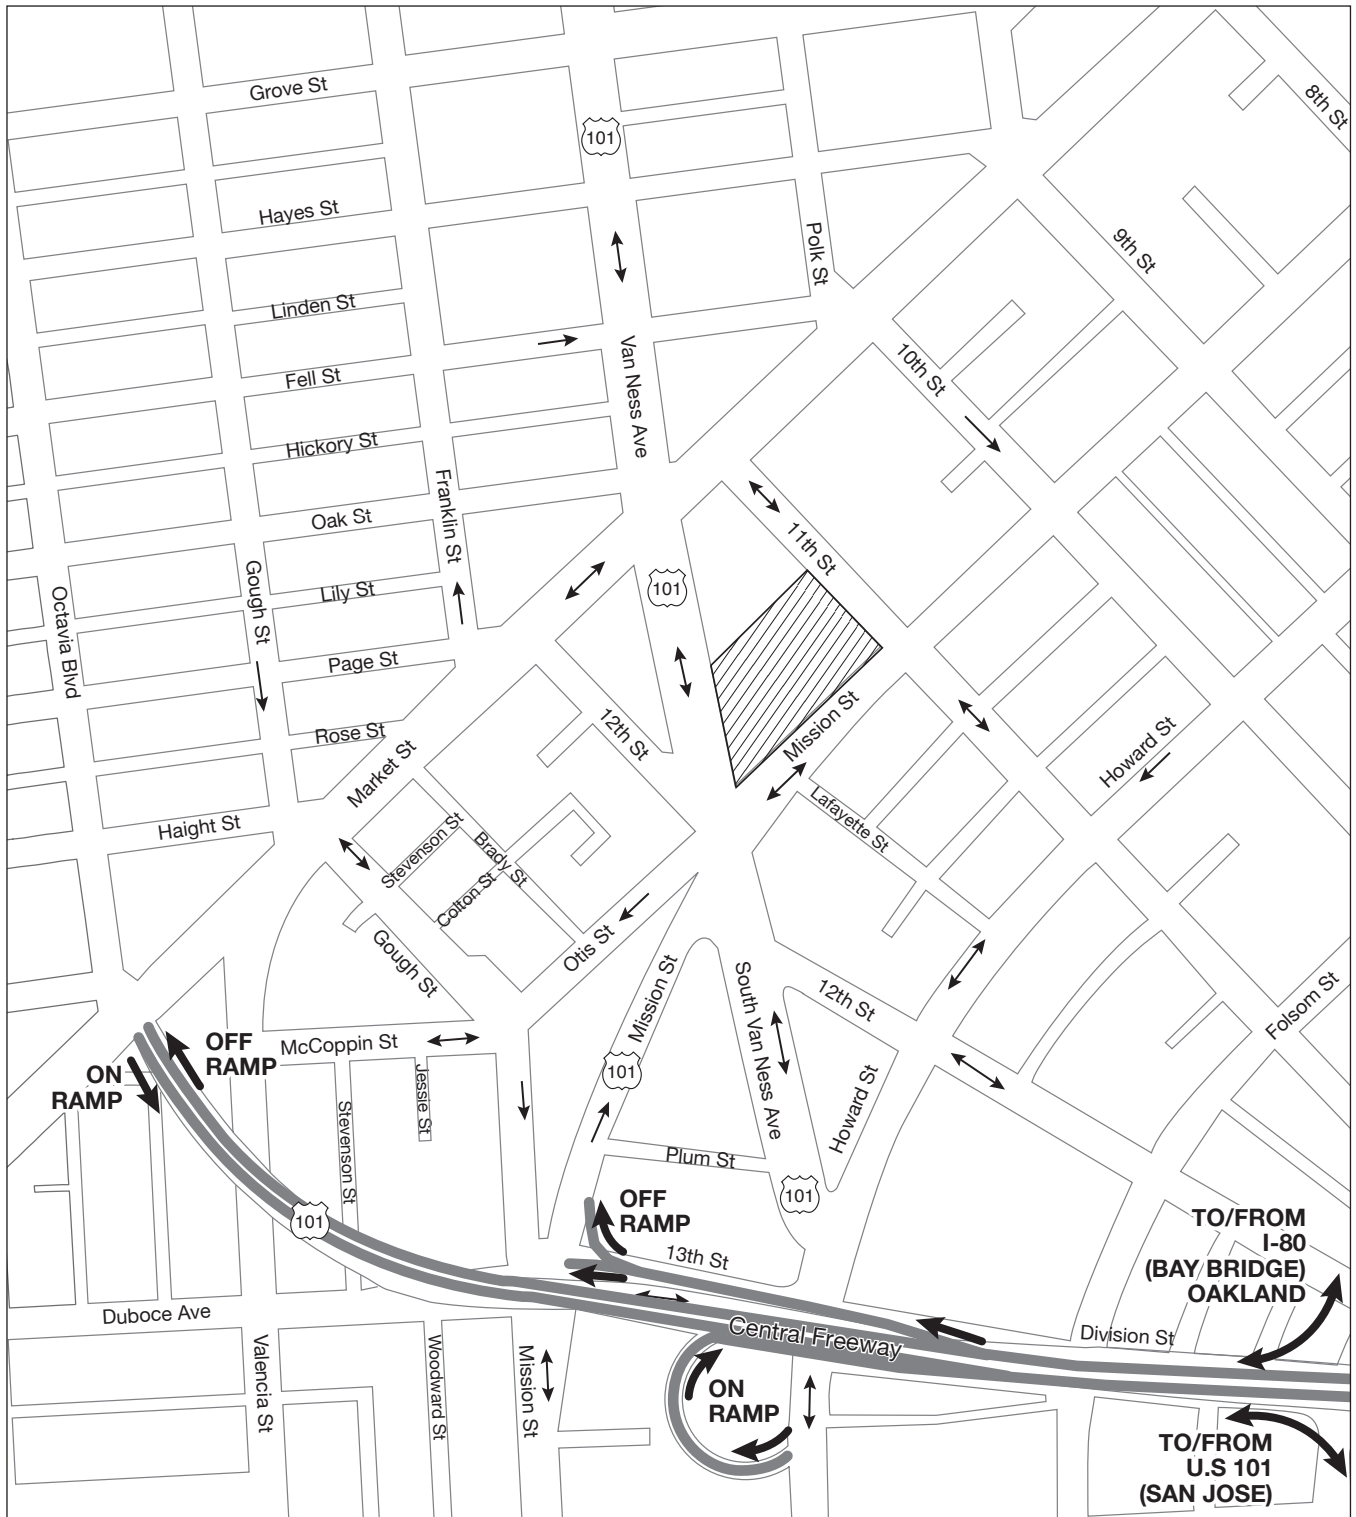 Grove St
8th St
101
Hayes St
Polk St
9th St
Linden St
Van Ness Ave
10th St
Fell St
Hickory St
Franklin St
Oak St
11th St
Gough St
Lily St
101
Octavia Blvd
Page St
Rose St
12th St
Mission St
Howard St
Market St
Haight St
Lafayette St
Stevenson St
Brady St
Colton St
Gough St
Otis St
Mission St
South Van Ness Ave
12th St
Folsom St
OFF
RAMP
McCoppin St
ON
RAMP
Jessie St
Stevenson St
101
Howard St
Plum St
101
OFF
RAMP
101
13th St
TO/FROM
I-80
(BAY BRIDGE)
OAKLAND
Duboce Ave
Central Freeway
Division St
Valencia St
Woodward St
Mission St
ON
RAMP
TO/FROM
U.S 101
(SAN JOSE)